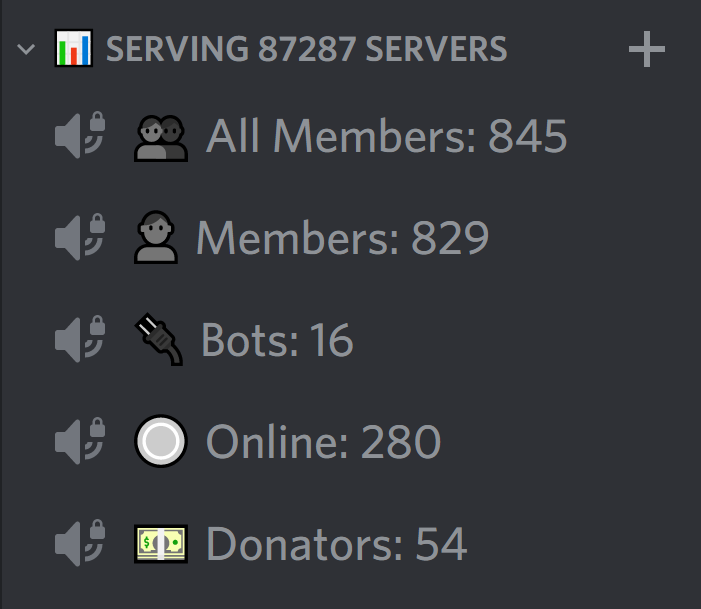 SERVING 87287 SERVERS
All Members: 845
Members: 829
Bots: 16
Online: 280
Donators: 54